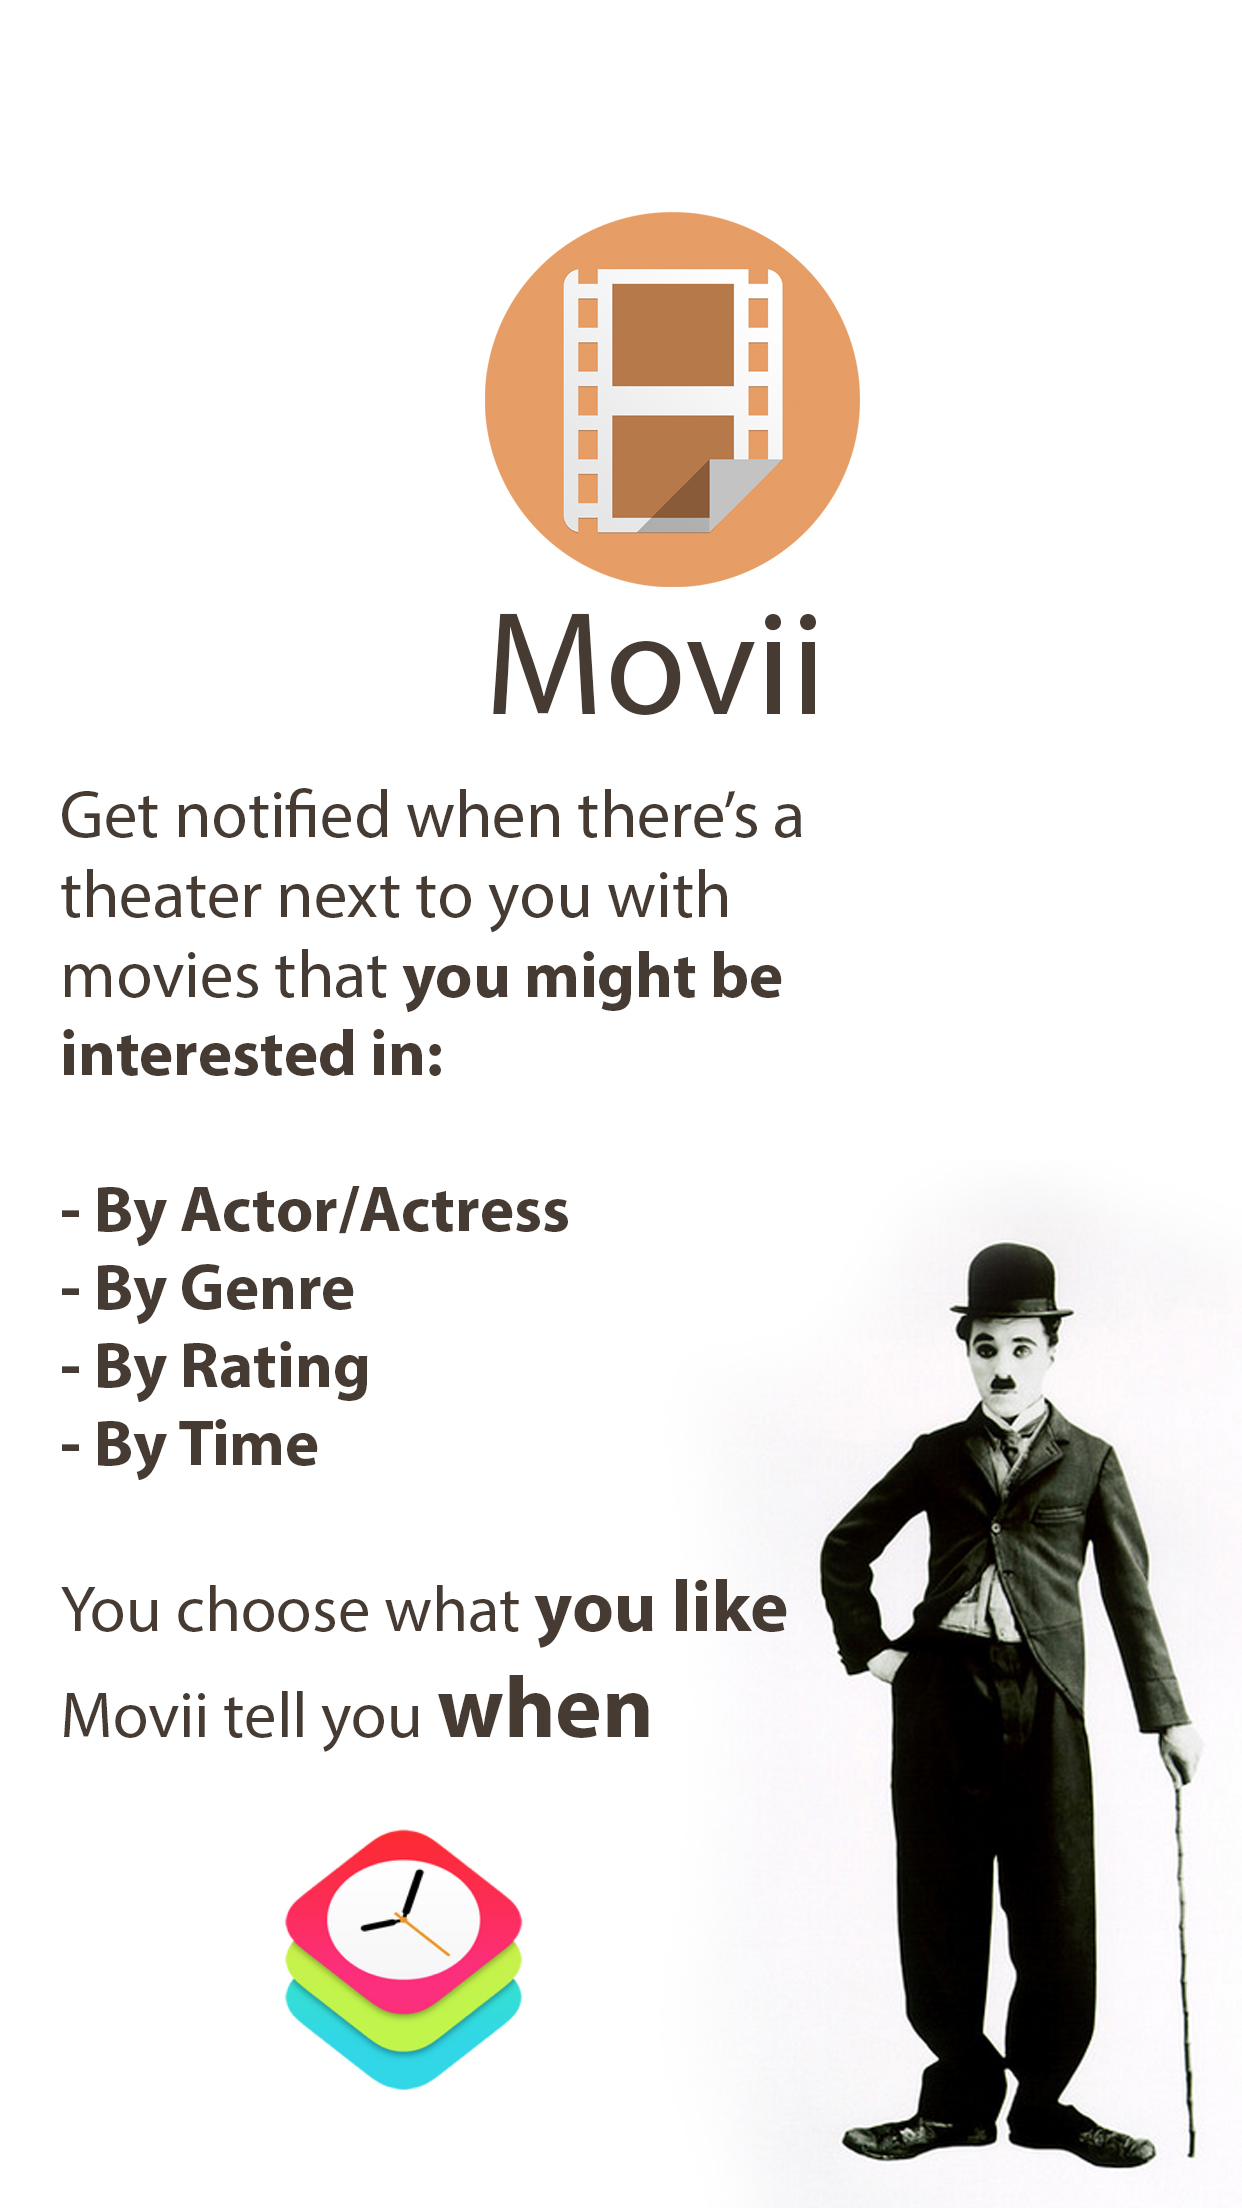 Movii
Get notified when there’s a
theater next to you with
movies that you might be
interested in:
- By Actor/Actress
- By Genre
- By Rating
- By Time
You choose what you like
Movii tell you when